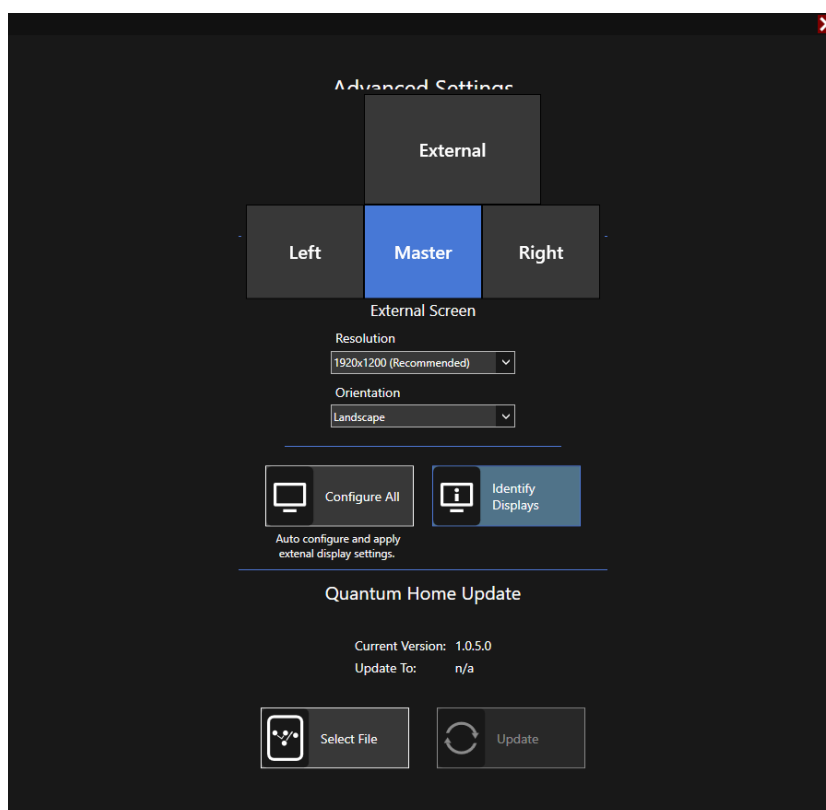 Advanced Settings
External
Left
Master
Right
External Screen
Resolution
1920x1200 (Recommended)
Orientation
Landscape
Configure All
Identify
Displays
Auto configure and apply
extenal display settings.
Quantum Home Update
Current Version: 1.0.5.0
Update To: n/a
Select File
Update